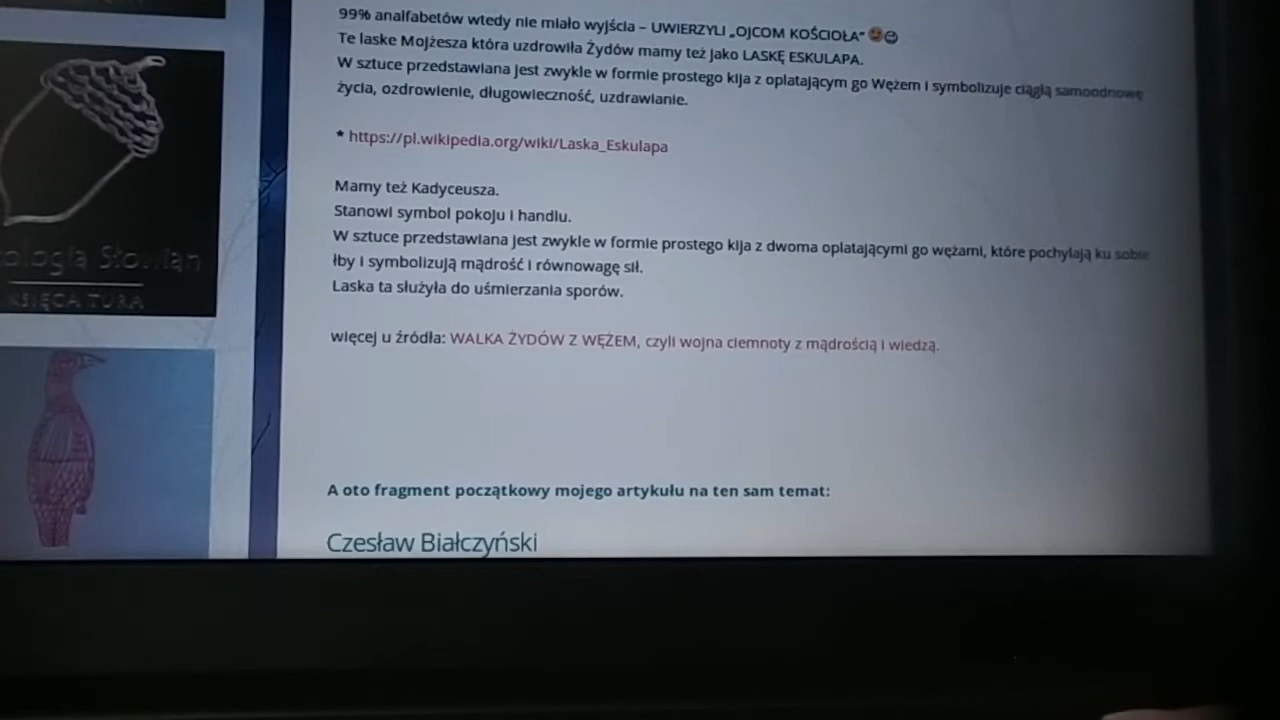 99% analfabetów wtedy nie miało wyjścia – UWIERZYLI „OJCOM KOŚCIOŁA”
Te laske Mojżesza która uzdrowiła Żydów mamy też jako LASKĘ ESKULAPA.
W sztuce przedstawiana jest zwykle w formie prostego kija z oplatającym go Wężem i symbolizuje ciągłą samoodnowę
życia, ozdrowienie, długowieczność, uzdrawianie.
* https://pl.wikipedia.org/wiki/Laska_Eskulapa
Mamy też Kadyceusza.
Stanowi symbol pokoju i handlu.
W sztuce przedstawiana jest zwykle w formie prostego kija z dwoma oplatającymi go wężami, które pochylają ku sobie
łby i symbolizują mądrość i równowagę sił.
Laska ta służyła do uśmierzania sporów.
więcej u źródła: WALKA ŻYDÓW Z WĘŻEM, czyli wojna ciemnoty z mądrością i wiedzą.
A oto fragment początkowy mojego artykułu na ten sam temat:
Czesław Białczyński
ologia Słowian
KSIĘGA TURA